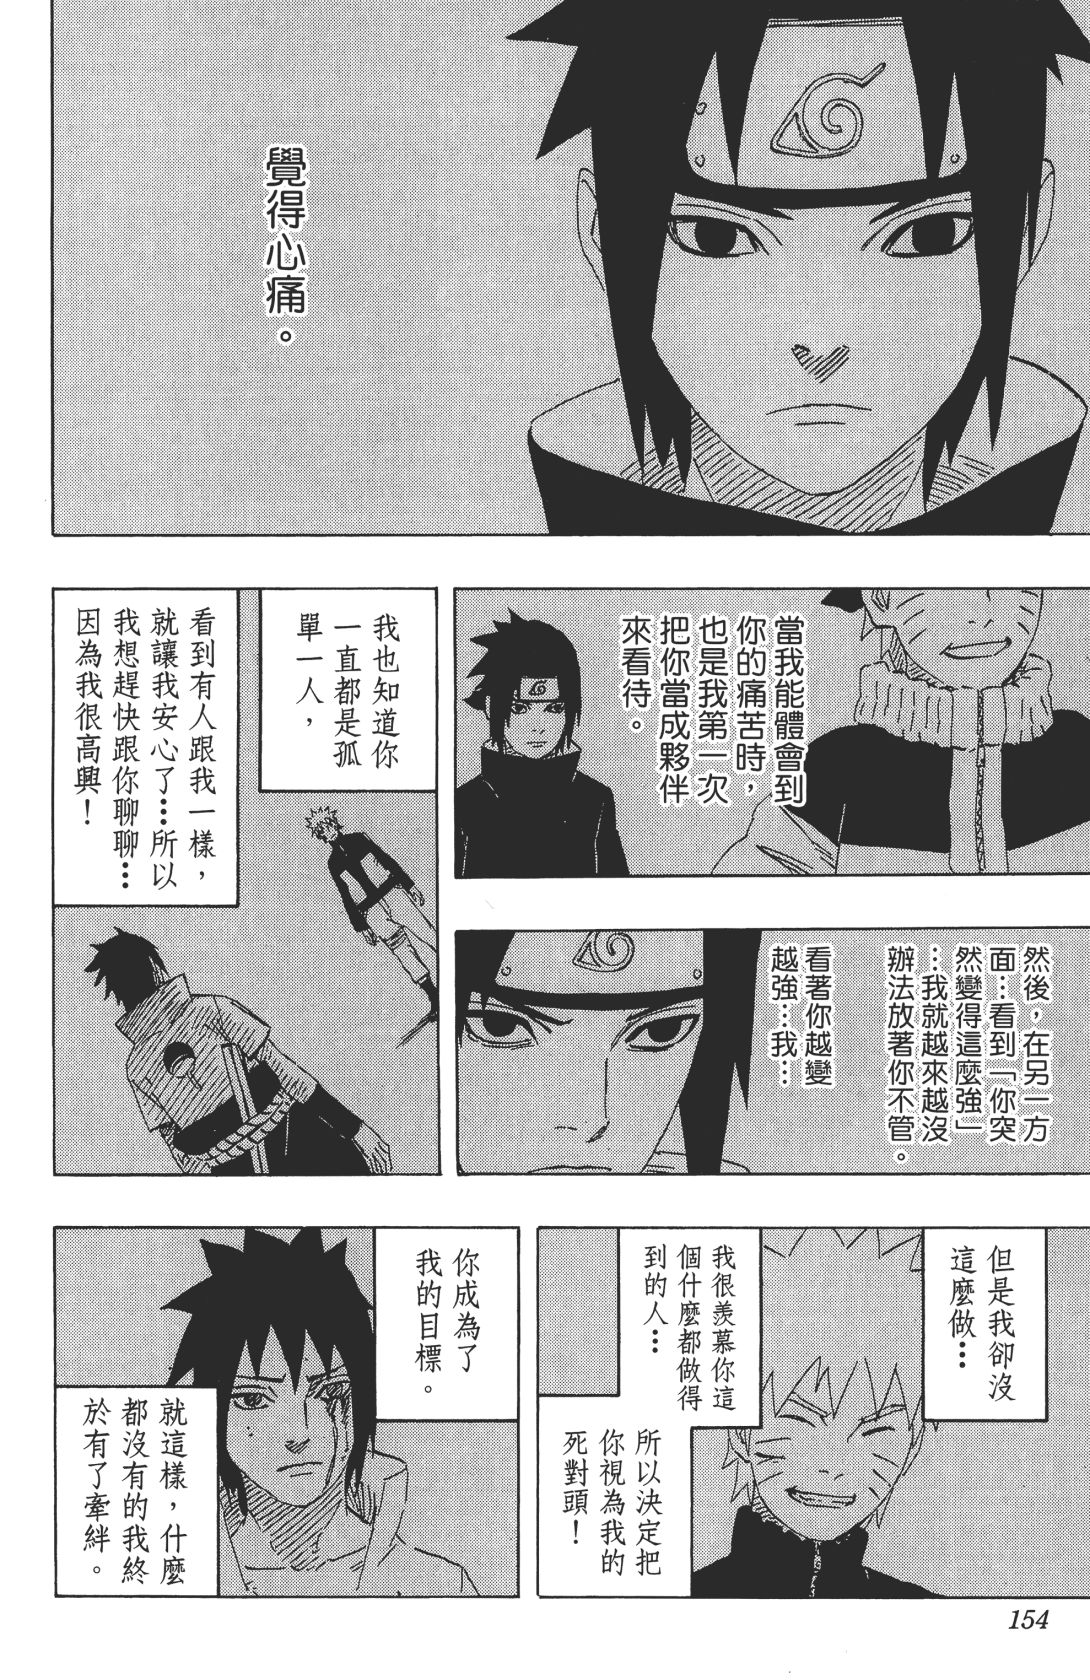 覺得心痛。
當我能體會到
你的痛苦時，
也是我第一次
把你當成夥伴
來看待。
然後，在另一方
面…看到「你突
然變得這麼強」
…我就越來越沒
辦法放著你不管。
看著你越變
越強…我…
我也知道你
一直都是孤
單一人，
看到有人跟我一樣，
就讓我安心了…所以
我想趕快跟你聊聊…
因為我很高興！
但是我卻沒
這麼做…
我很羨慕你這
個什麼都做得
到的人…
所以決定把
你視為我的
死對頭！
你成為了
我的目標。
就這樣，什麼
都沒有的我終
於有了牽絆。
154